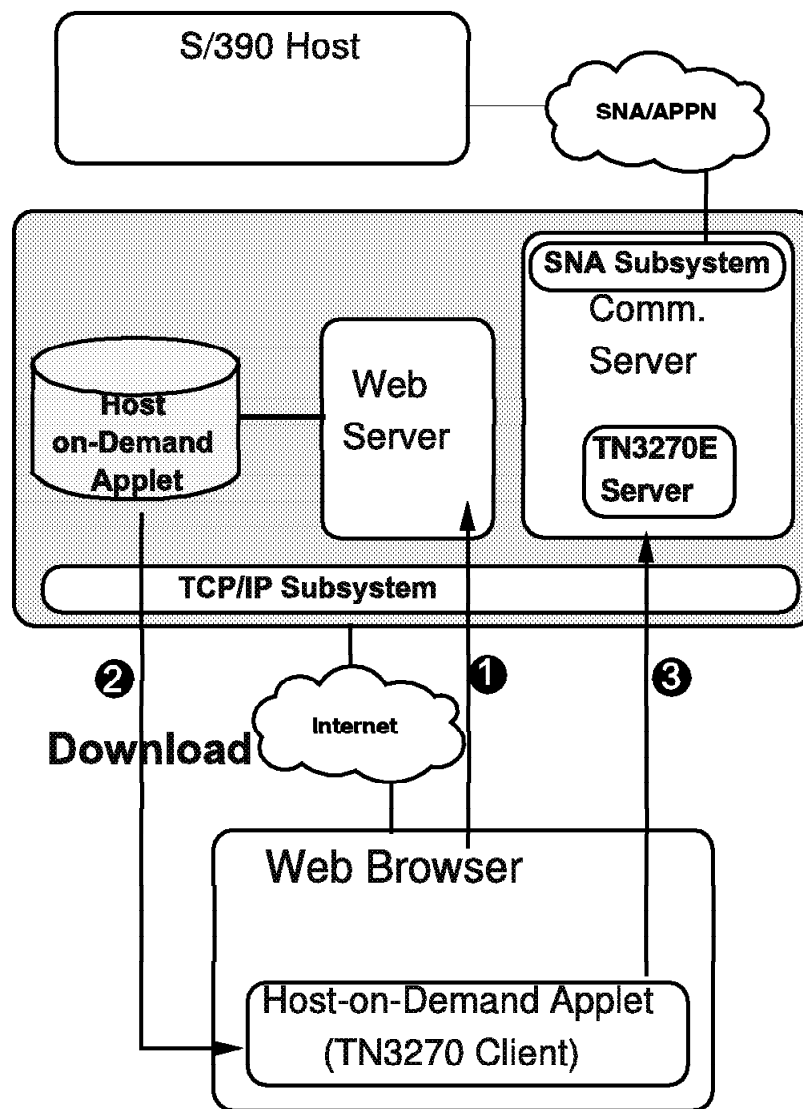 S/390 Host
SNA/APPN
SNA Subsystem
Comm.
Server
TN3270E
Server
Web
Server
Host
on-Demand
Applet
TCP/IP Subsystem
2
1
3
Internet
Download
Web Browser
Host-on-Demand Applet
(TN3270 Client)